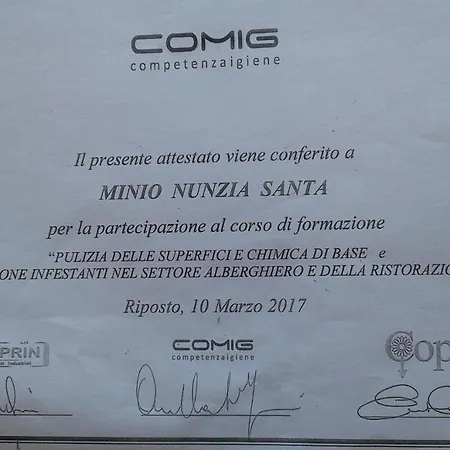 COMIG
competenzaigiene
Il presente attestato viene conferito a
MINIO NUNZIA SANTA
per la partecipazione al corso di formazione
“PULIZIA DELLE SUPERFICI E CHIMICA DI BASE e
ONE INFESTANTI NEL SETTORE ALBERGHIERO E DELLA RISTORAZIO
Riposto, 10 Marzo 2017
PRIN
COMIG
competenzaigiene
Cop